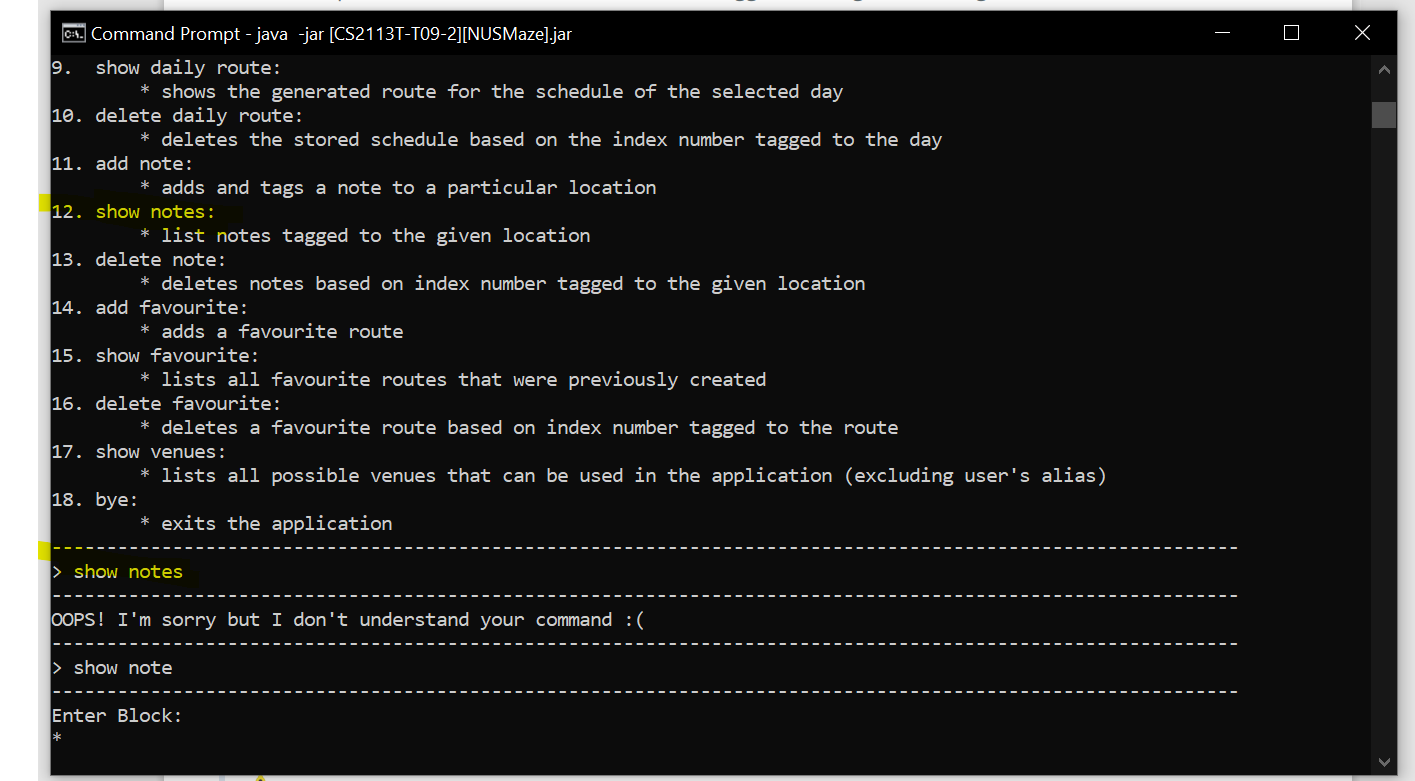 Command Prompt - java -jar [CS2113T-T09-2][NUSMaze].jar
9. show daily route:
* shows the generated route for the schedule of the selected day
10. delete daily route:
* deletes the stored schedule based on the index number tagged to the day
11. add note:
* adds and tags a note to a particular location
12. show notes:
* list notes tagged to the given location
13. delete note:
* deletes notes based on index number tagged to the given location
14. add favourite:
* adds a favourite route
15. show favourite:
* lists all favourite routes that were previously created
16. delete favourite:
* deletes a favourite route based on index number tagged to the route
17. show venues:
* lists all possible venues that can be used in the application (excluding user's alias)
18. bye:
* exits the application
------------------------------------------------------------------------------------------------------------
> show notes
------------------------------------------------------------------------------------------------------------
OOPS! I'm sorry but I don't understand your command :(
------------------------------------------------------------------------------------------------------------
> show note
------------------------------------------------------------------------------------------------------------
Enter Block:
*